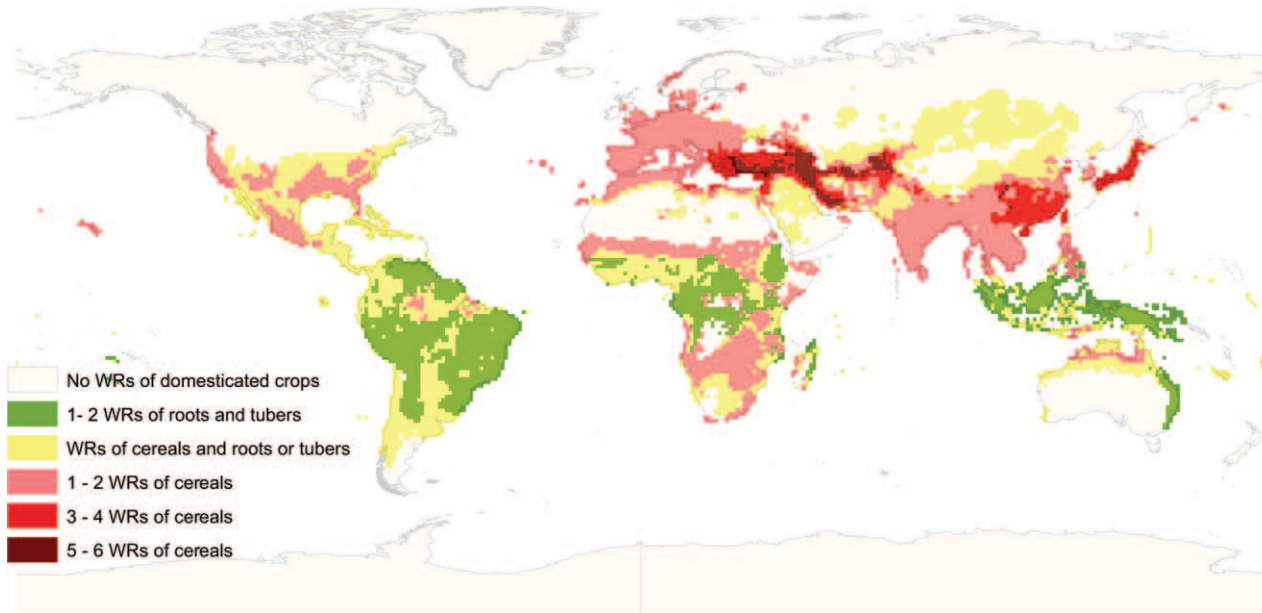 No WRs of domesticated crops
1- 2 WRs of roots and tubers
WRs of cereals and roots or tubers
1 - 2 WRs of cereals
3 - 4 WRs of cereals
5 - 6 WRs of cereals